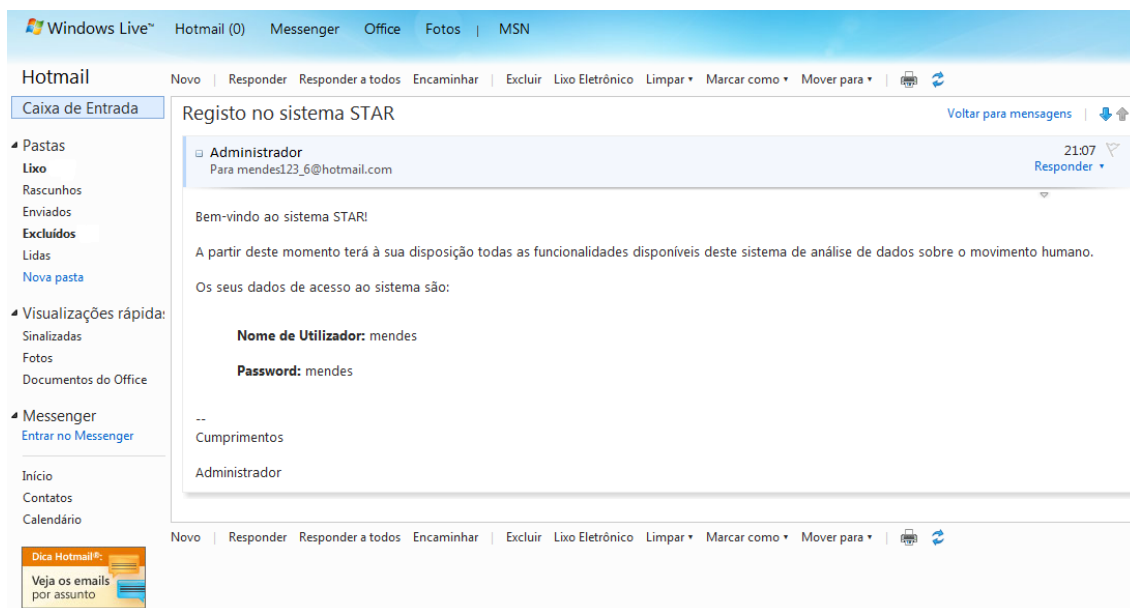 Windows Live™ Hotmail (0) Messenger Office Fotos | MSN
Hotmail
Novo | Responder Responder a todos Encaminhar | Excluir Lixo Eletrônico Limpar Marcar como Mover para
Caixa de Entrada
Pastas
Lixo
Rascunhos
Enviados
Excluídos
Lidas
Nova pasta
Visualizações rápidas
Sinalizadas
Fotos
Documentos do Office
Messenger
Entrar no Messenger
Início
Contatos
Calendário
Dica Hotmail®:
Veja os emails
por assunto
Registo no sistema STAR
Voltar para mensagens |
Administrador
21:07
Para mendes123_6@hotmail.com
Responder
Bem-vindo ao sistema STAR!
A partir deste momento terá à sua disposição todas as funcionalidades disponíveis deste sistema de análise de dados sobre o movimento humano.
Os seus dados de acesso ao sistema são:
Nome de Utilizador: mendes
Password: mendes
--
Cumprimentos
Administrador
Novo | Responder Responder a todos Encaminhar | Excluir Lixo Eletrônico Limpar Marcar como Mover para